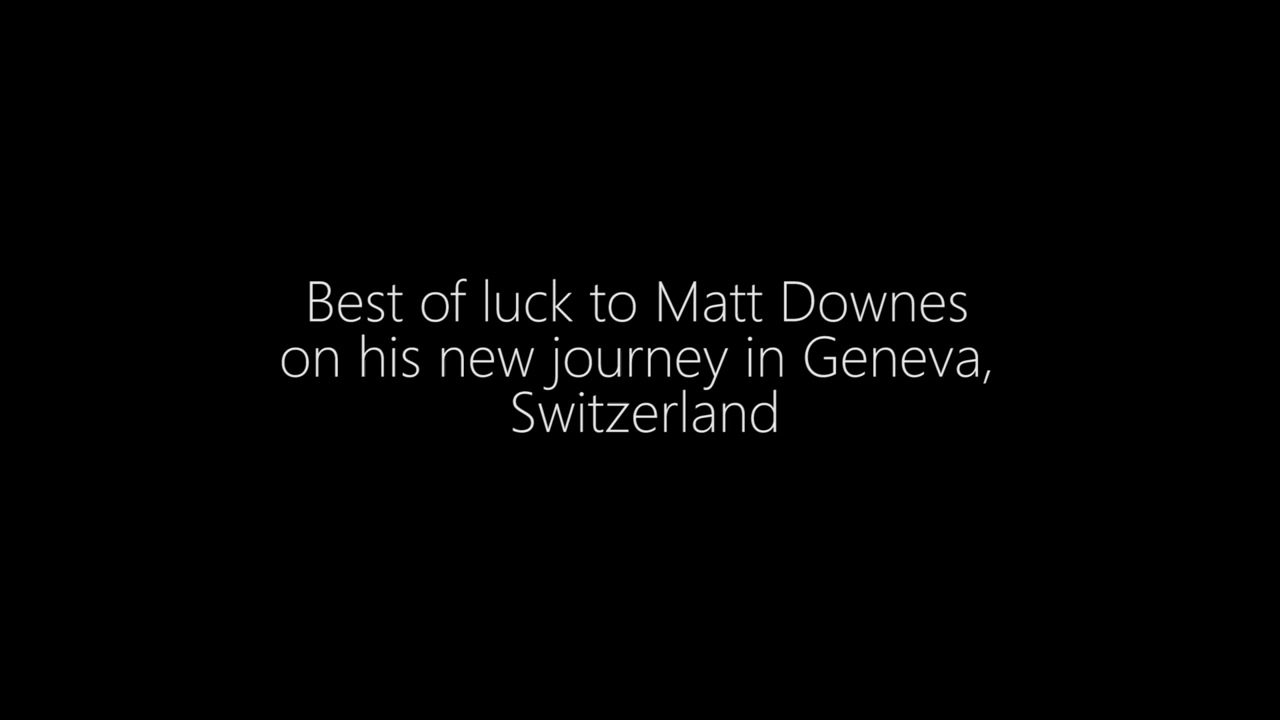 Best of luck to Matt Downes
on his new journey in Geneva,
Switzerland